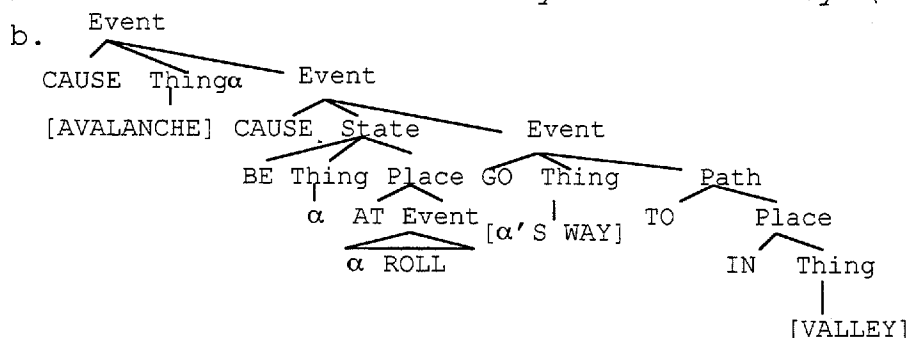 b. Event
CAUSE Thingα Event
[AVALANCHE] CAUSE State Event
BE Thing Place GO Thing Path
α AT Event [α'S WAY] TO Place
α ROLL IN Thing
[VALLEY]